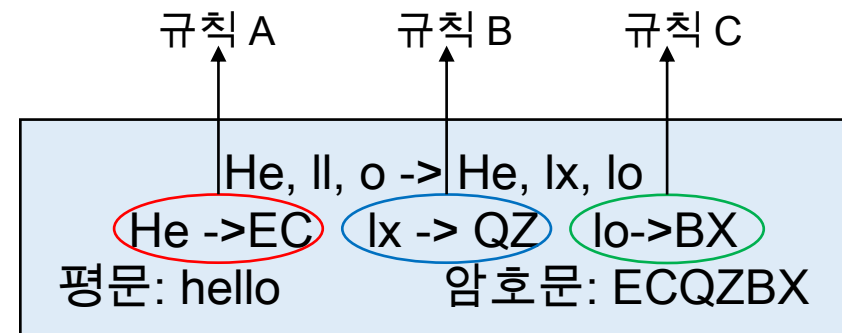 규칙 A 규칙 B 규칙 C
He, ll, o -> He, lx, lo
He ->EC lx -> QZ lo->BX
평문: hello 암호문: ECQZBX